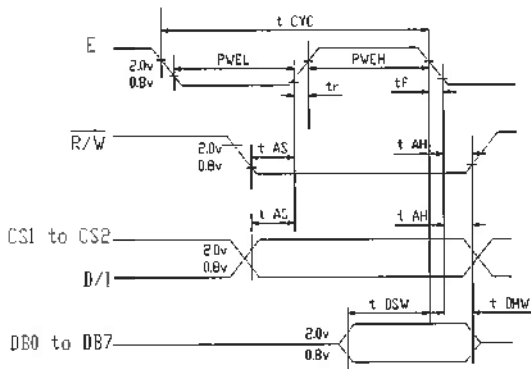 t CYC
E
PWEL
PWEH
2.0v
0.8v
tr
tf
R/W
2.0v
0.8v
t AS
t AH
t AS
t AH
CS1 to CS2
2.0v
0.8v
D/I
t DSW
t DHW
DB0 to DB7
2.0v
0.8v